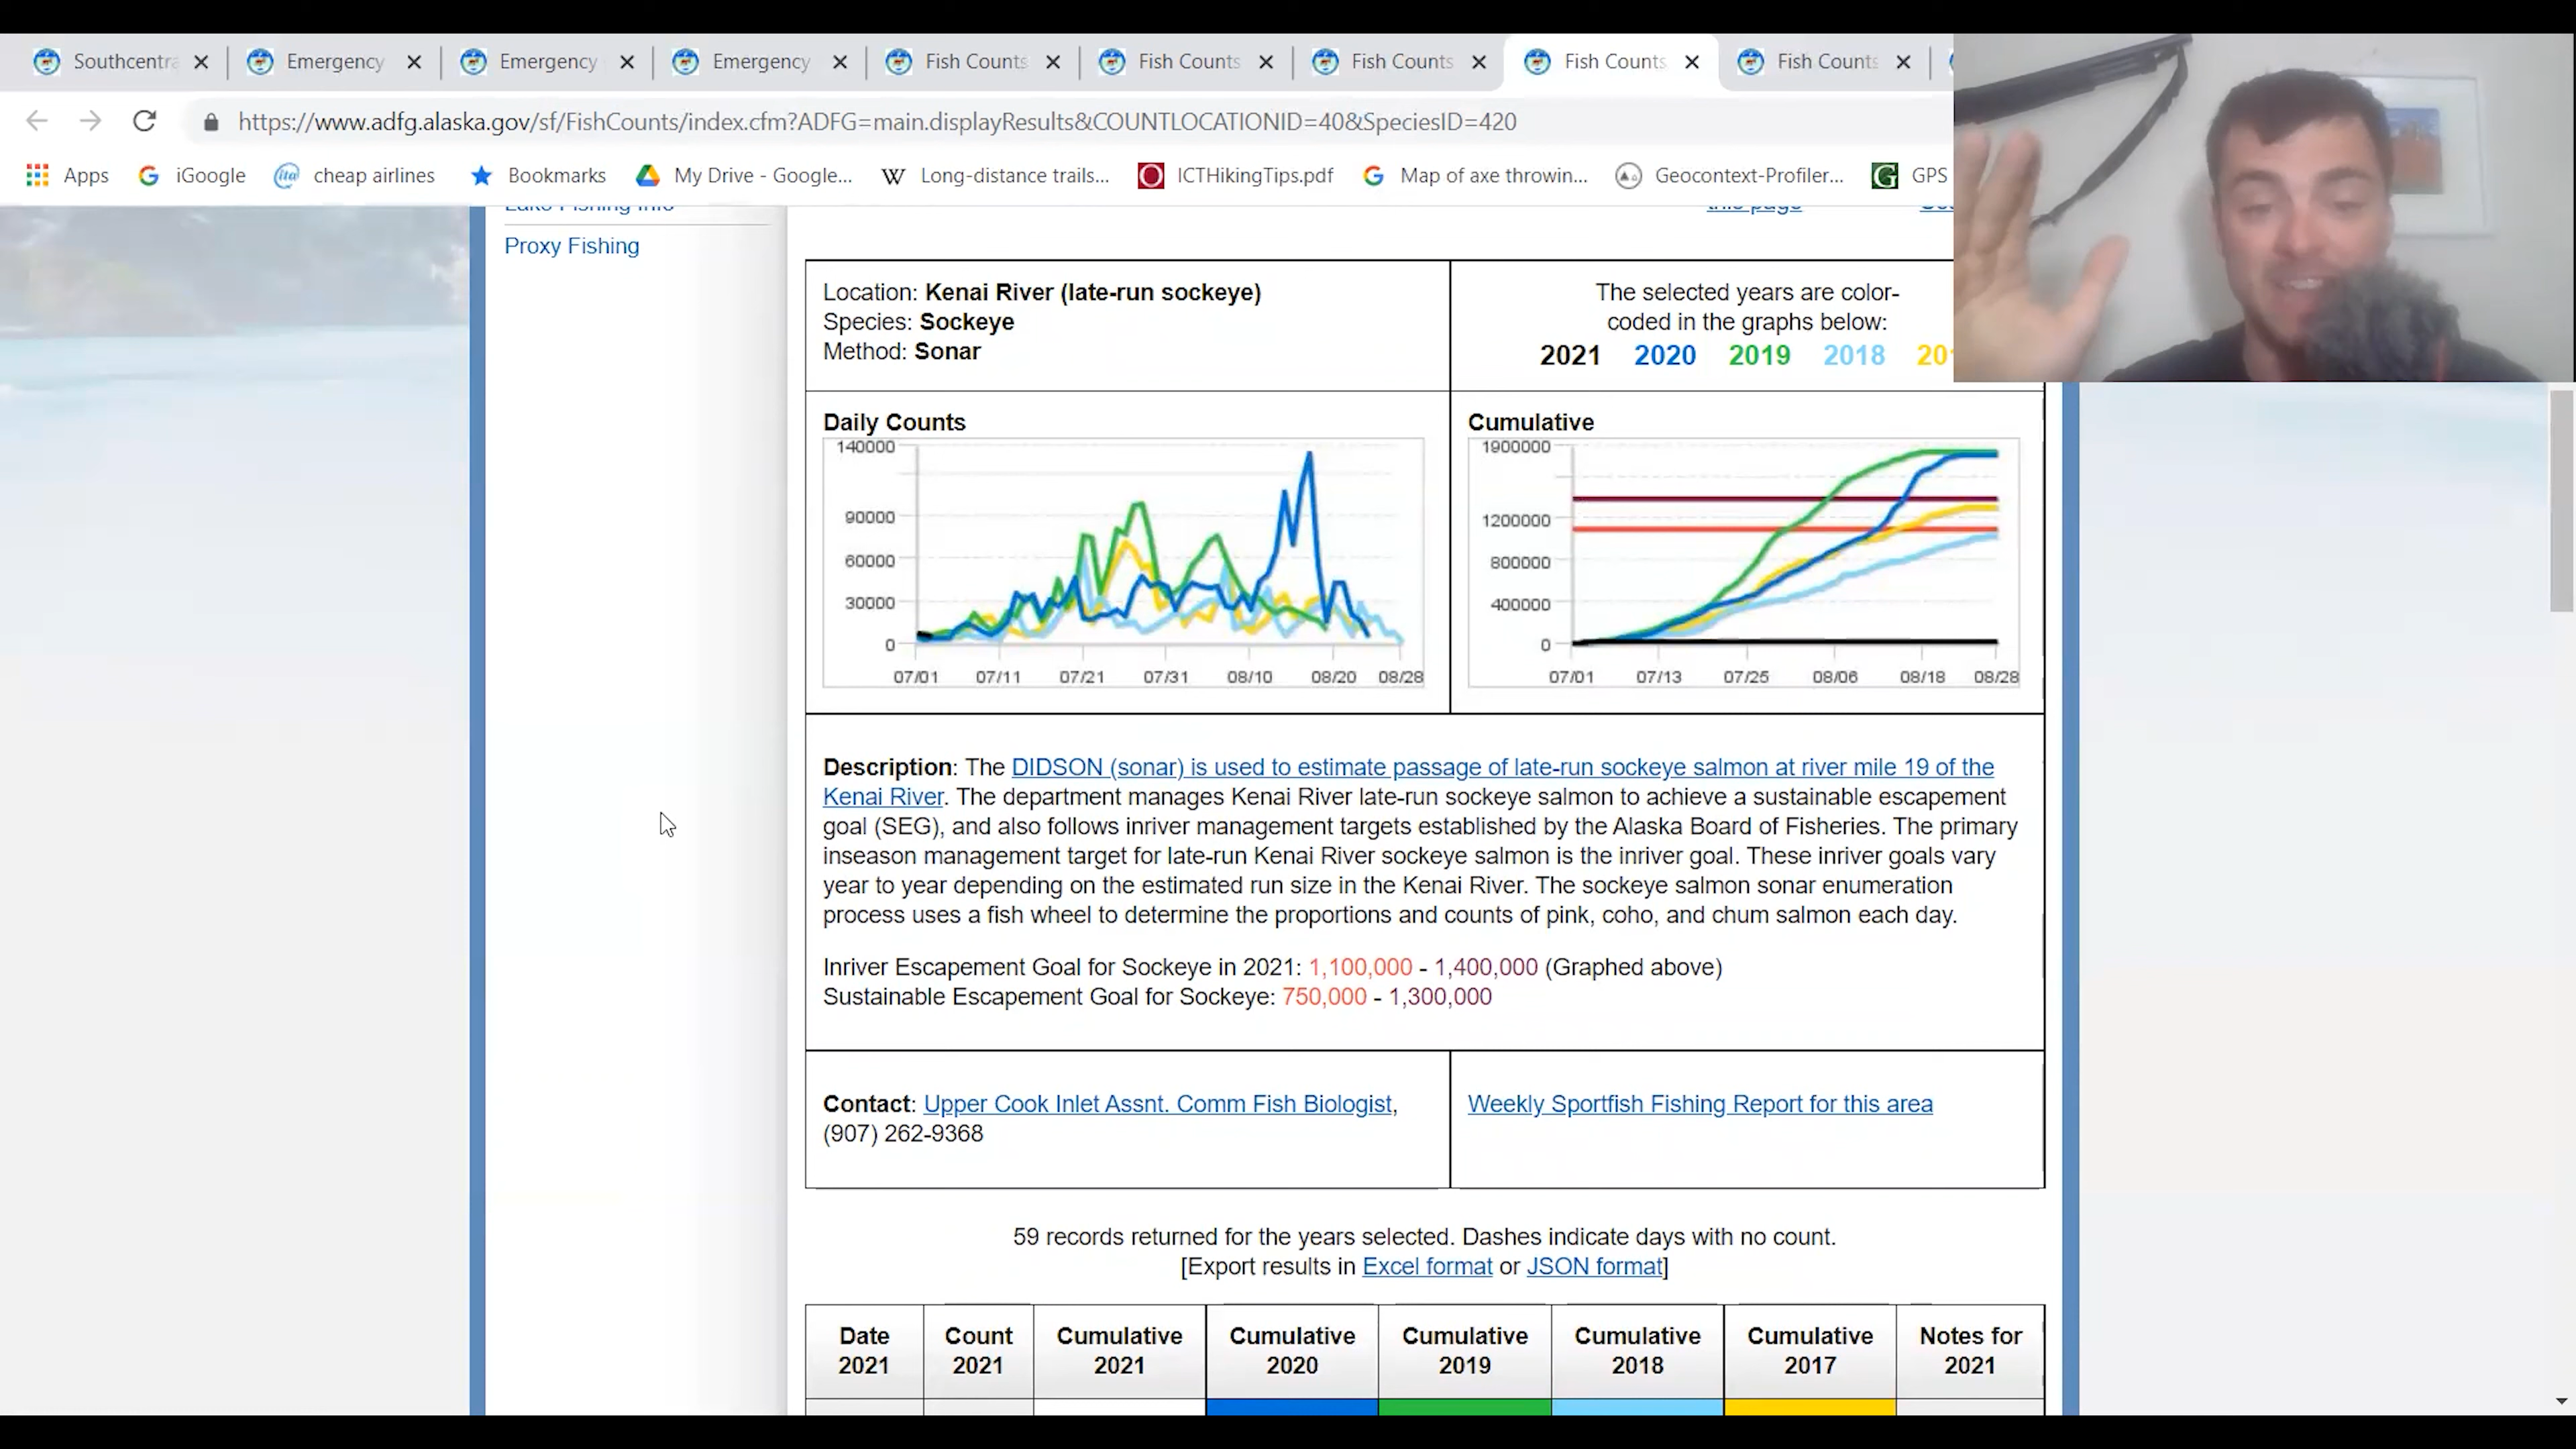 Southcentra
Emergency
Emergency
Emergency
Fish Counts
Fish Counts
Fish Counts
Fish Counts
Fish Counts
https://www.adfg.alaska.gov/sf/FishCounts/index.cfm?ADFG=main.displayResults&COUNTLOCATIONID=40&SpeciesID=420
Apps
iGoogle
cheap airlines
Bookmarks
My Drive - Google...
Long-distance trails...
ICTHikingTips.pdf
Map of axe throwin...
Geocontext-Profiler...
GPS
Lake Fishing Info
this page
Proxy Fishing
Location: Kenai River (late-run sockeye)
Species: Sockeye
Method: Sonar
The selected years are color-
coded in the graphs below:
2021 2020 2019 2018 201
Daily Counts
140000
90000
60000
30000
0
07/01 07/11 07/21 07/31 08/10 08/20 08/28
Cumulative
1900000
1200000
800000
400000
0
07/01 07/13 07/25 08/06 08/18 08/28
Description: The DIDSON (sonar) is used to estimate passage of late-run sockeye salmon at river mile 19 of the
Kenai River. The department manages Kenai River late-run sockeye salmon to achieve a sustainable escapement
goal (SEG), and also follows inriver management targets established by the Alaska Board of Fisheries. The primary
inseason management target for late-run Kenai River sockeye salmon is the inriver goal. These inriver goals vary
year to year depending on the estimated run size in the Kenai River. The sockeye salmon sonar enumeration
process uses a fish wheel to determine the proportions and counts of pink, coho, and chum salmon each day.
Inriver Escapement Goal for Sockeye in 2021: 1,100,000 - 1,400,000 (Graphed above)
Sustainable Escapement Goal for Sockeye: 750,000 - 1,300,000
Contact: Upper Cook Inlet Assnt. Comm Fish Biologist,
(907) 262-9368
Weekly Sportfish Fishing Report for this area
59 records returned for the years selected. Dashes indicate days with no count.
[Export results in Excel format or JSON format]
Date Count Cumulative Cumulative Cumulative Cumulative Cumulative Notes for
2021 2021 2021 2020 2019 2018 2017 2021